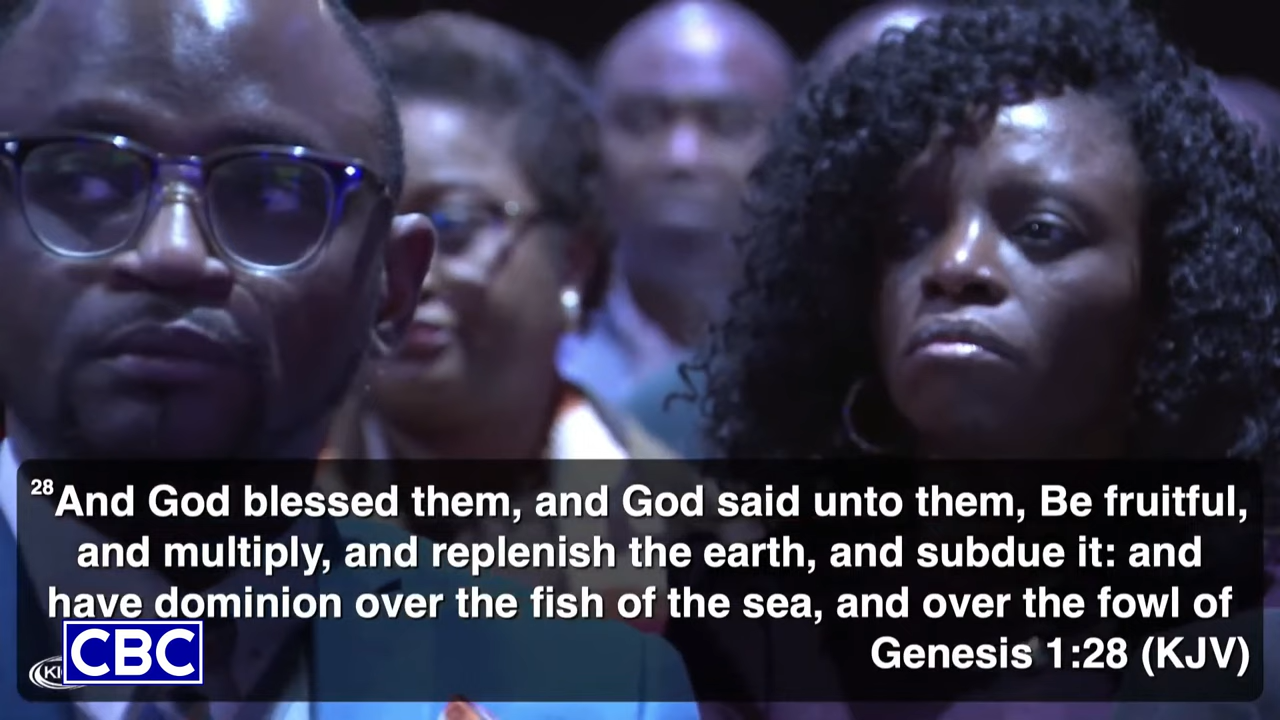 28And God blessed them, and God said unto them, Be fruitful,
and multiply, and replenish the earth, and subdue it: and
have dominion over the fish of the sea, and over the fowl of
Genesis 1:28 (KJV)
CBC